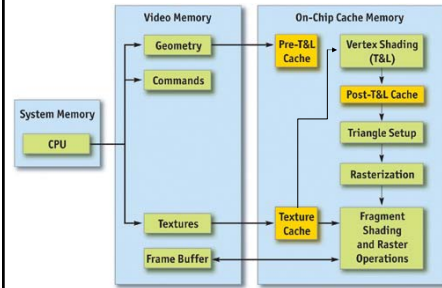 Video Memory
On-Chip Cache Memory
Geometry
Pre-T&L
Cache
Vertex Shading
(T&L)
Commands
Post-T&L Cache
System Memory
CPU
Triangle Setup
Rasterization
Textures
Texture
Cache
Fragment
Shading
and Raster
Operations
Frame Buffer